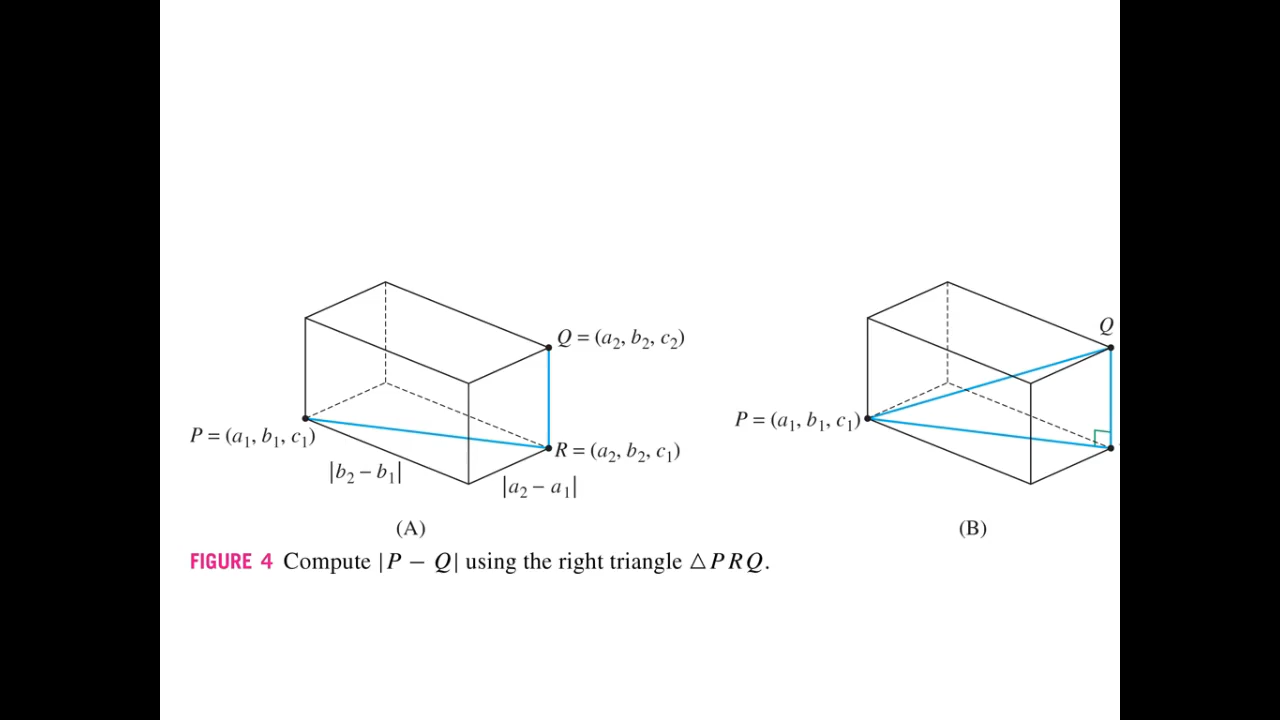 Q = (a₂, b₂, c₂)
P = (a₁, b₁, c₁)
R = (a₂, b₂, c₁)
|b₂ − b₁|
|a₂ − a₁|
(A)
Q
P = (a₁, b₁, c₁)
(B)
FIGURE 4 Compute |P − Q| using the right triangle △PRQ.